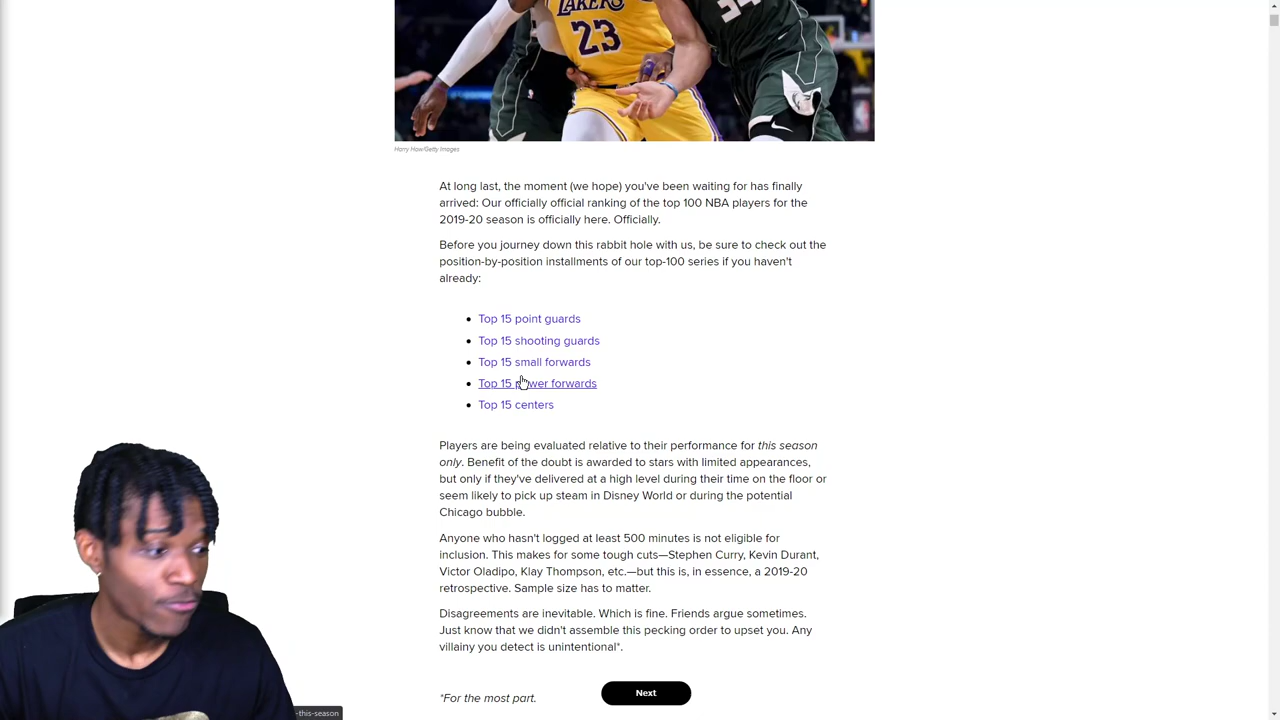 LAKERS
23
34
Harry How/Getty Images
At long last, the moment (we hope) you've been waiting for has finally
arrived: Our officially official ranking of the top 100 NBA players for the
2019-20 season is officially here. Officially.
Before you journey down this rabbit hole with us, be sure to check out the
position-by-position installments of our top-100 series if you haven't
already:
• Top 15 point guards
• Top 15 shooting guards
• Top 15 small forwards
• Top 15 power forwards
• Top 15 centers
Players are being evaluated relative to their performance for this season
only. Benefit of the doubt is awarded to stars with limited appearances,
but only if they've delivered at a high level during their time on the floor or
seem likely to pick up steam in Disney World or during the potential
Chicago bubble.
Anyone who hasn't logged at least 500 minutes is not eligible for
inclusion. This makes for some tough cuts—Stephen Curry, Kevin Durant,
Victor Oladipo, Klay Thompson, etc.—but this is, in essence, a 2019-20
retrospective. Sample size has to matter.
Disagreements are inevitable. Which is fine. Friends argue sometimes.
Just know that we didn't assemble this pecking order to upset you. Any
villainy you detect is unintentional*.
*For the most part.
Next
-this-season